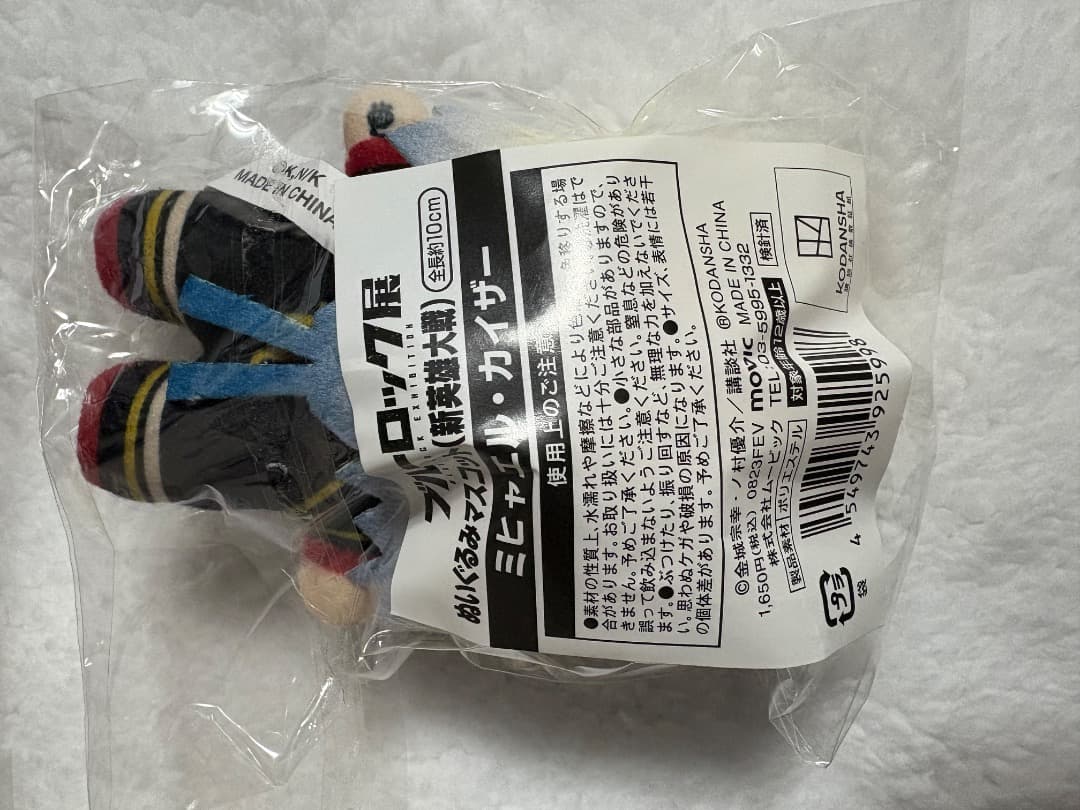 ©K,N/K
MADE IN CHINA
ブルーロック展
EXHIBITION
ぬいぐるみマスコット(新英雄大戦)
全長約10cm
ミヒャエル・カイザー
使用上のご注意
●素材の性質上、水濡れや摩擦などにより色 色移りする場
合があります。お取り扱いには十分ご注意ください 濯はで
きません。予めご了承ください。●小さな部品がありますので、
誤って飲み込まないようご注意ください。窒息などの危険があり
ます。●ぶつけたり、振り回すなど、無理な力を加えないでくださ
い。思わぬケガや破損の原因になります。●サイズ、表情には若干
の個体差があります。予めご了承ください。
©金城宗幸・ノ村優介/講談社 ®KODANSHA
1,650円(税込) 0823FEV movic MADE IN CHINA
株式会社ムービック TEL:03-5995-1332
製品素材 ポリエステル 対象年齢12歳以上 検針済
4 549743 925998
プラ
袋
KODANSHA